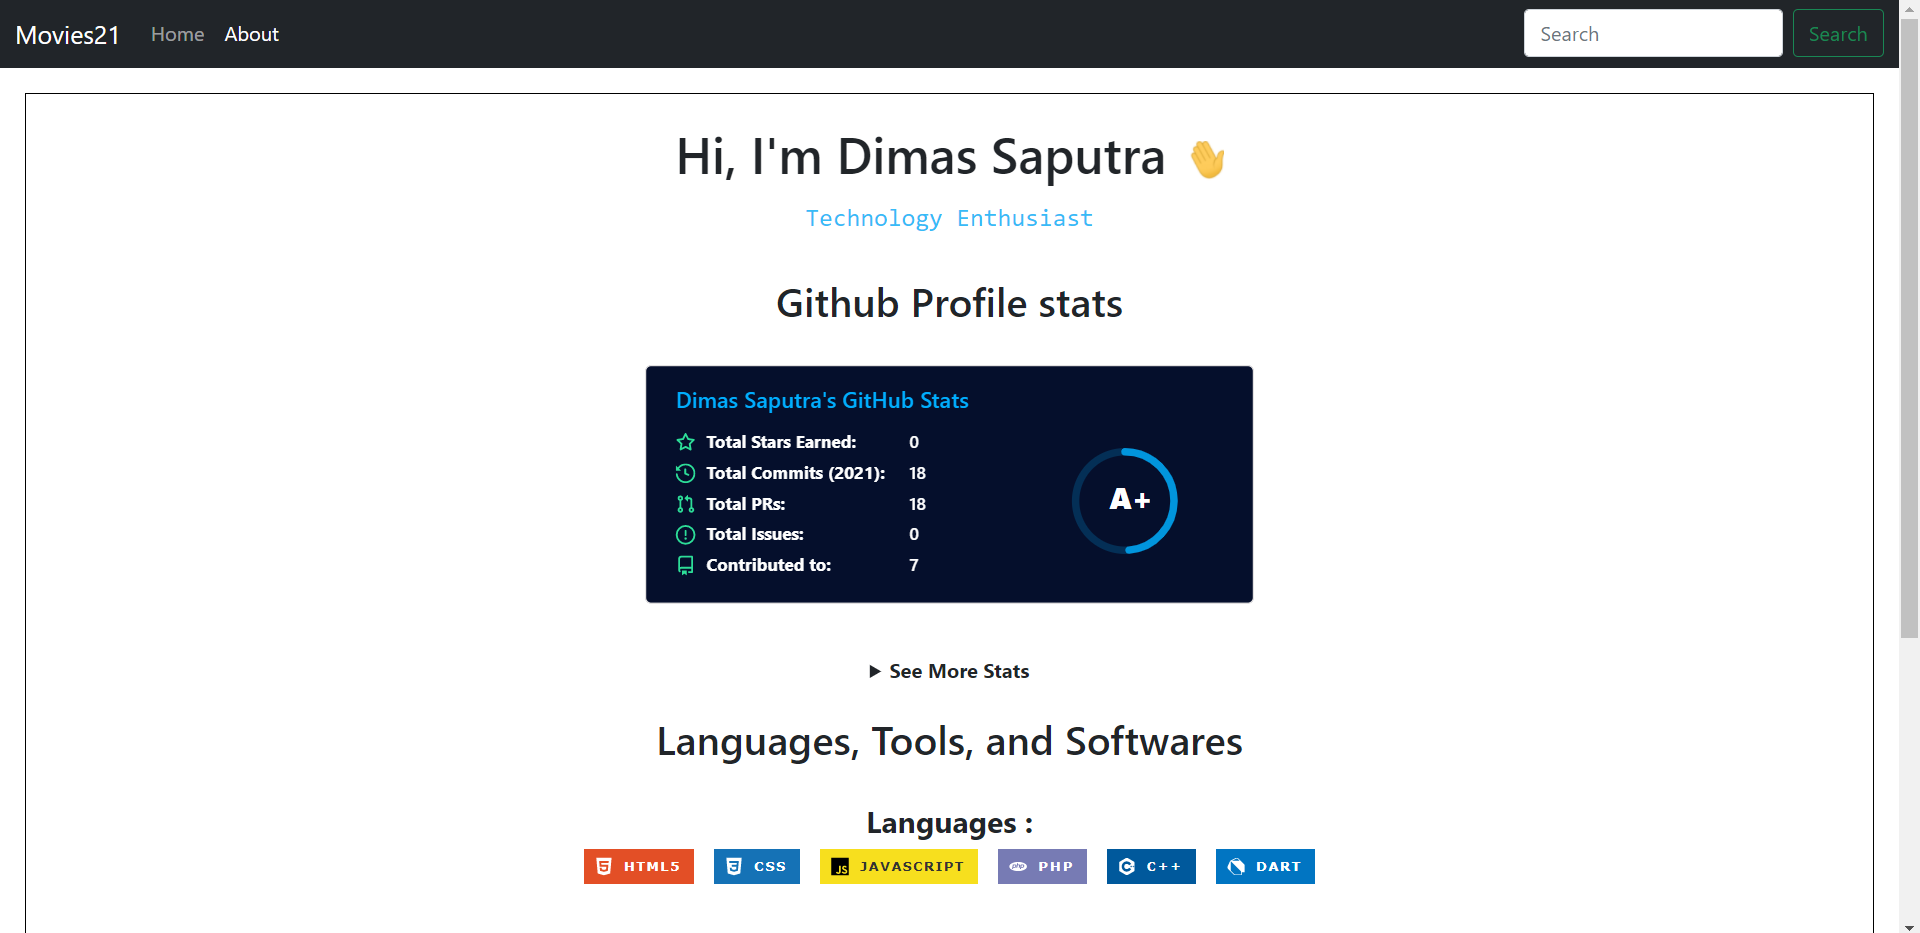 Movies21 Home About Search Search
Hi, I'm Dimas Saputra 👋
Technology Enthusiast
Github Profile stats
Dimas Saputra's GitHub Stats
Total Stars Earned: 0
Total Commits (2021): 18
Total PRs: 18
Total Issues: 0
Contributed to: 7
A+
See More Stats
Languages, Tools, and Softwares
Languages :
HTML5 CSS JS JAVASCRIPT php PHP C++ DART